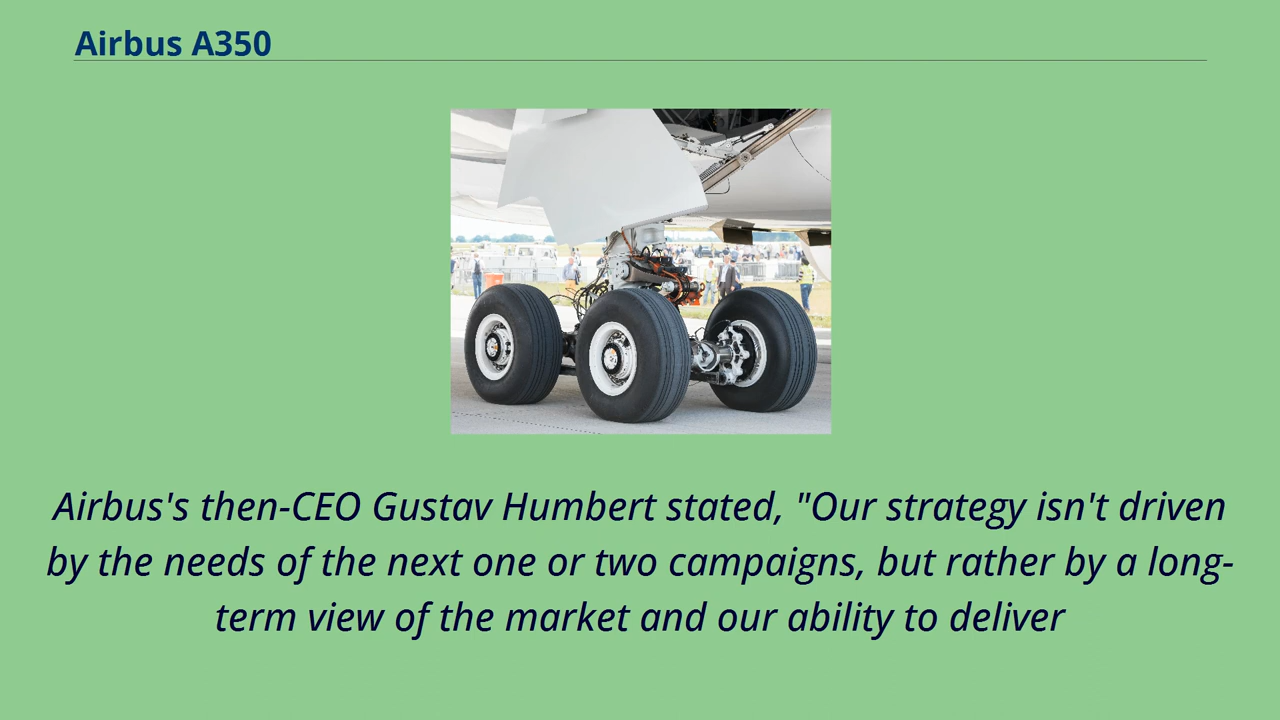 Airbus A350
Airbus's then-CEO Gustav Humbert stated, "Our strategy isn't driven
by the needs of the next one or two campaigns, but rather by a long-
term view of the market and our ability to deliver